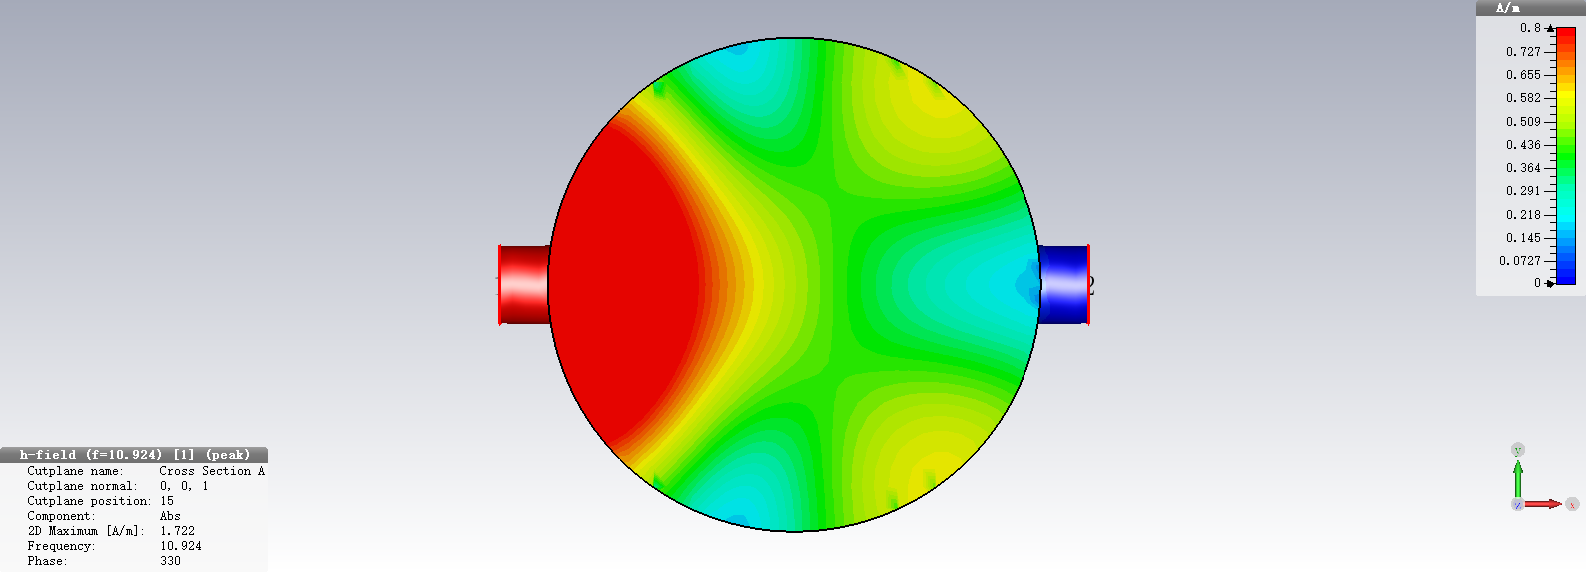 A/m
0.8
0.727
0.655
0.582
0.509
0.436
0.364
0.291
0.218
0.145
0.0727
0
2
h-field (f=10.924) [1] (peak)
Cutplane name: Cross Section A
Cutplane normal: 0, 0, 1
Cutplane position: 15
Component: Abs
2D Maximum [A/m]: 1.722
Frequency: 10.924
Phase: 330
y
z x